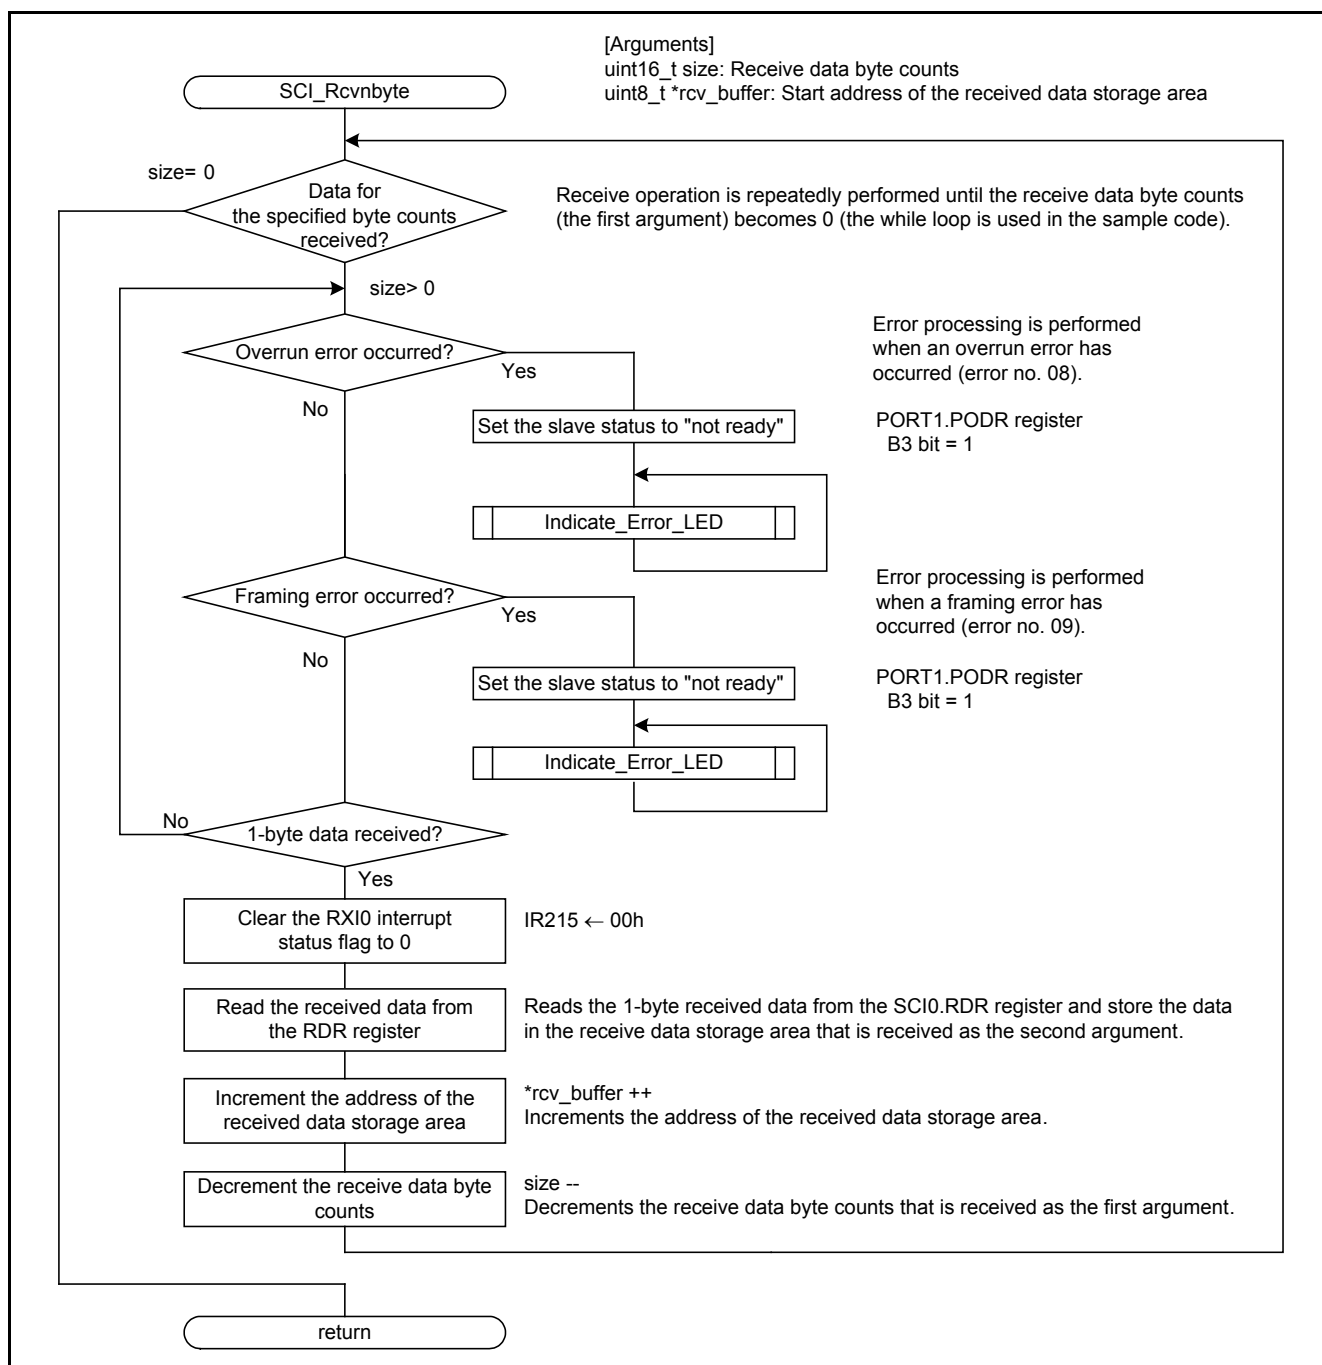 [Arguments]
uint16_t size: Receive data byte counts
uint8_t *rcv_buffer: Start address of the received data storage area
SCI_Rcvnbyte
size= 0
Data for
the specified byte counts
received?
Receive operation is repeatedly performed until the receive data byte counts
(the first argument) becomes 0 (the while loop is used in the sample code).
size> 0
Overrun error occurred?
Yes
No
Error processing is performed
when an overrun error has
occurred (error no. 08).
Set the slave status to "not ready"
PORT1.PODR register
B3 bit = 1
Indicate_Error_LED
Framing error occurred?
Yes
No
Error processing is performed
when a framing error has
occurred (error no. 09).
Set the slave status to "not ready"
PORT1.PODR register
B3 bit = 1
Indicate_Error_LED
No
1-byte data received?
Yes
Clear the RXI0 interrupt
status flag to 0
IR215 ← 00h
Read the received data from
the RDR register
Reads the 1-byte received data from the SCI0.RDR register and store the data
in the receive data storage area that is received as the second argument.
Increment the address of the
received data storage area
*rcv_buffer ++
Increments the address of the received data storage area.
Decrement the receive data byte
counts
size --
Decrements the receive data byte counts that is received as the first argument.
return